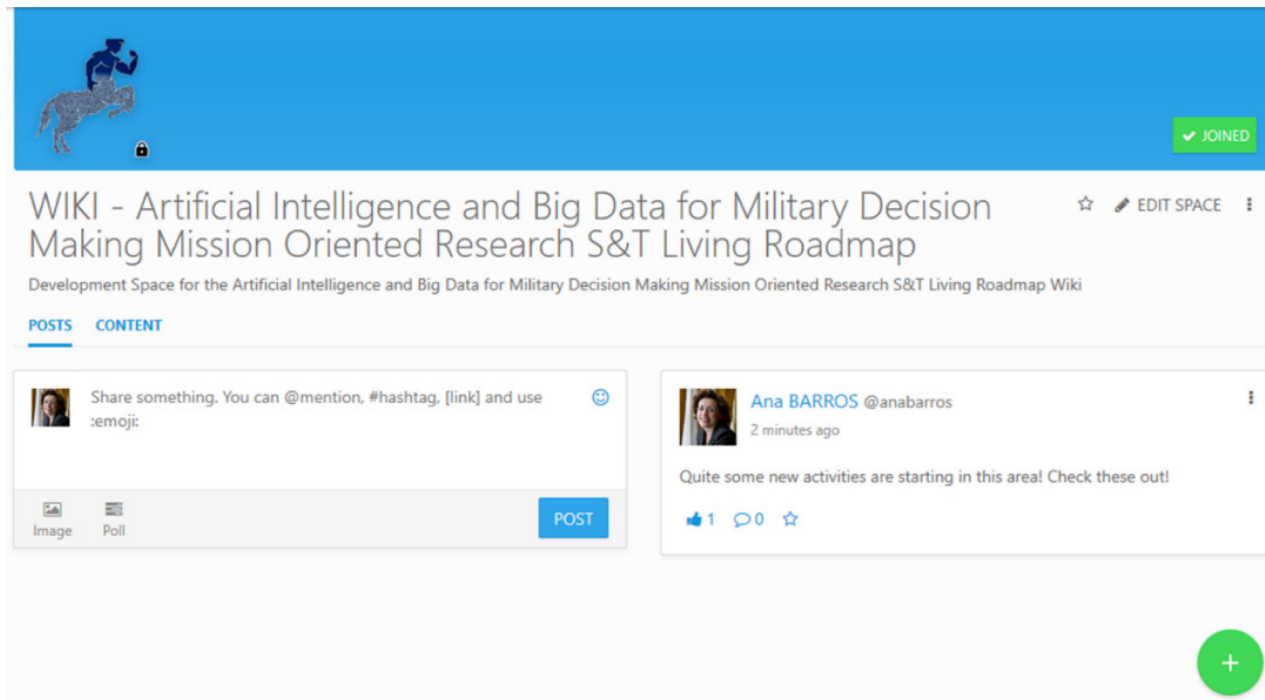 JOINED
WIKI - Artificial Intelligence and Big Data for Military Decision
Making Mission Oriented Research S&T Living Roadmap
EDIT SPACE
Development Space for the Artificial Intelligence and Big Data for Military Decision Making Mission Oriented Research S&T Living Roadmap Wiki
POSTS CONTENT
Share something. You can @mention, #hashtag, [link] and use
:emoji:
Image Poll
POST
Ana BARROS @anabarros
2 minutes ago
Quite some new activities are starting in this area! Check these out!
1 0
+